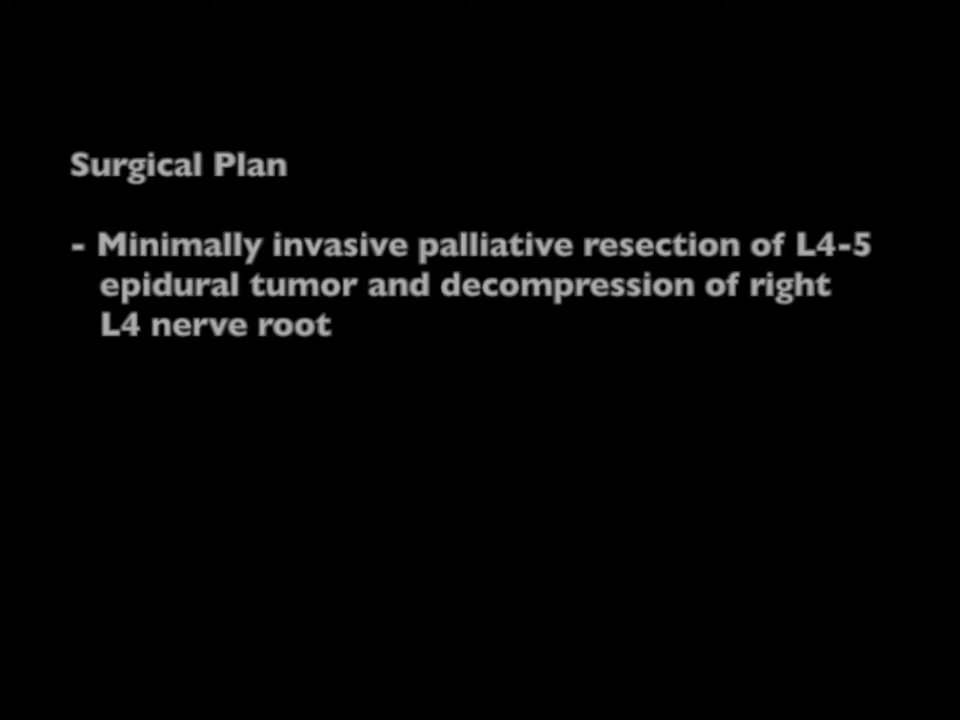 Surgical Plan
- Minimally invasive palliative resection of L4-5
epidural tumor and decompression of right
L4 nerve root